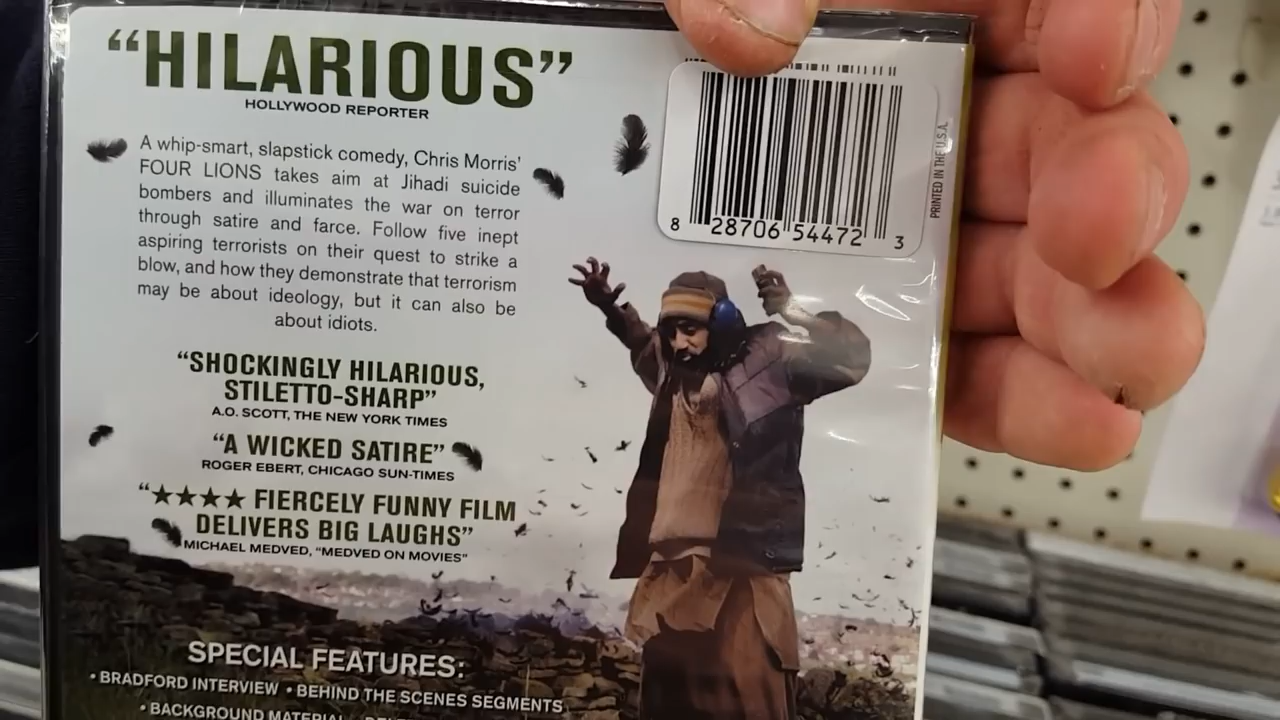 “HILARIOUS”
HOLLYWOOD REPORTER
A whip-smart, slapstick comedy, Chris Morris'
FOUR LIONS takes aim at Jihadi suicide
bombers and illuminates the war on terror
through satire and farce. Follow five inept
aspiring terrorists on their quest to strike a
blow, and how they demonstrate that terrorism
may be about ideology, but it can also be
about idiots.
“SHOCKINGLY HILARIOUS,
STILETTO-SHARP”
A.O. SCOTT, THE NEW YORK TIMES
“A WICKED SATIRE”
ROGER EBERT, CHICAGO SUN-TIMES
“★★★★ FIERCELY FUNNY FILM
DELIVERS BIG LAUGHS”
MICHAEL MEDVED, “MEDVED ON MOVIES”
SPECIAL FEATURES:
• BRADFORD INTERVIEW • BEHIND THE SCENES SEGMENTS
• BACKGROUND MATERIAL
8 28706 54472 3
PRINTED IN THE U.S.A.